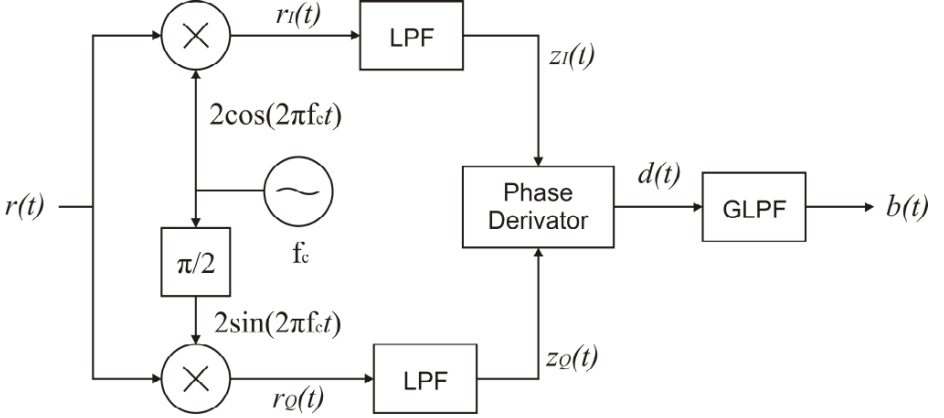 r_I(t)
LPF
z_I(t)
2cos(2πf_ct)
r(t)
f_c
π/2
Phase
Derivator
d(t)
GLPF
b(t)
2sin(2πf_ct)
r_Q(t)
LPF
z_Q(t)